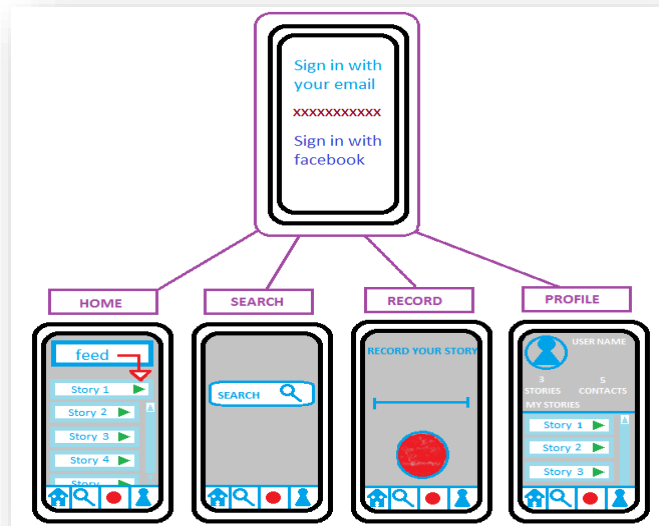 Sign in with
your email
xxxxxxxxxxx
Sign in with
facebook
HOME
SEARCH
RECORD
PROFILE
feed
Story 1
Story 2
Story 3
Story 4
Story
SEARCH
RECORD YOUR STORY
USER NAME
3
STORIES
5
CONTACTS
MY STORIES
Story 1
Story 2
Story 3